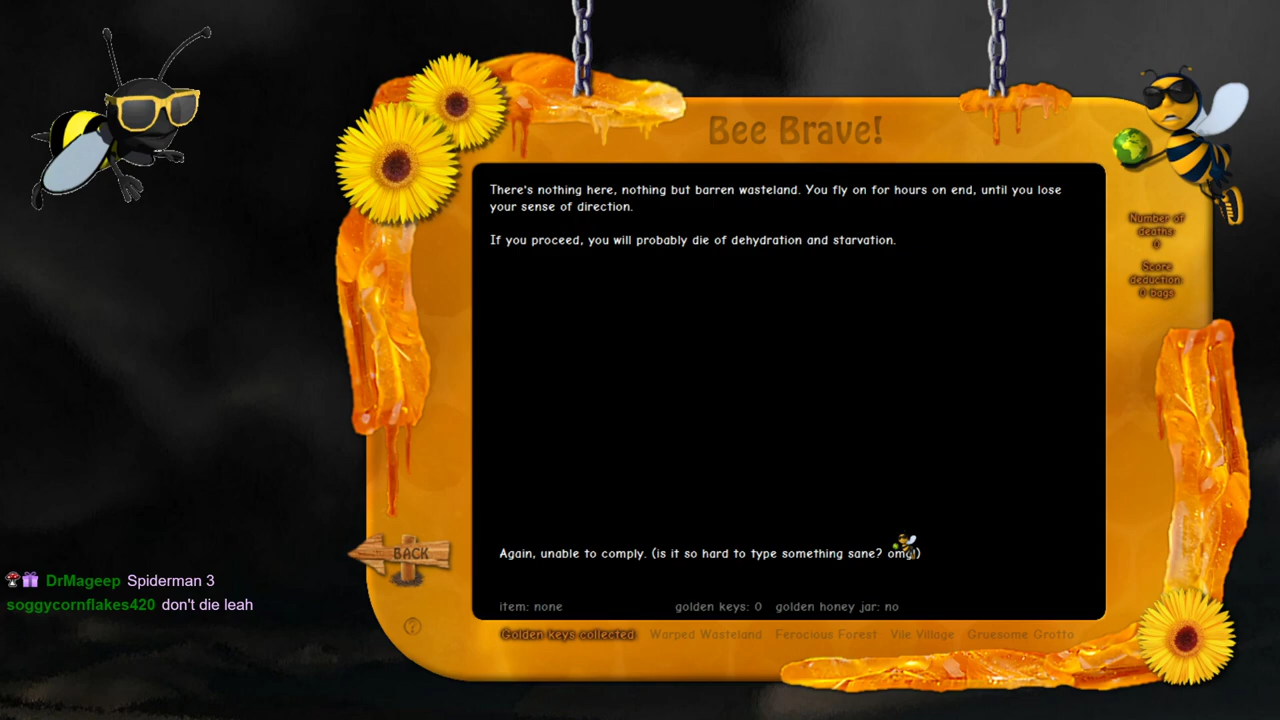 Bee Brave!
There's nothing here, nothing but barren wasteland. You fly on for hours on end, until you lose
your sense of direction.
If you proceed, you will probably die of dehydration and starvation.
Number of
deaths:
0
Score
deduction:
0 bags
BACK
Again, unable to comply. (is it so hard to type something sane? omg!)
DrMageep Spiderman 3
soggycornflakes420 don't die leah
item: none golden keys: 0 golden honey jar: no
?
Golden keys collected Warped Wasteland Ferocious Forest Vile Village Gruesome Grotto